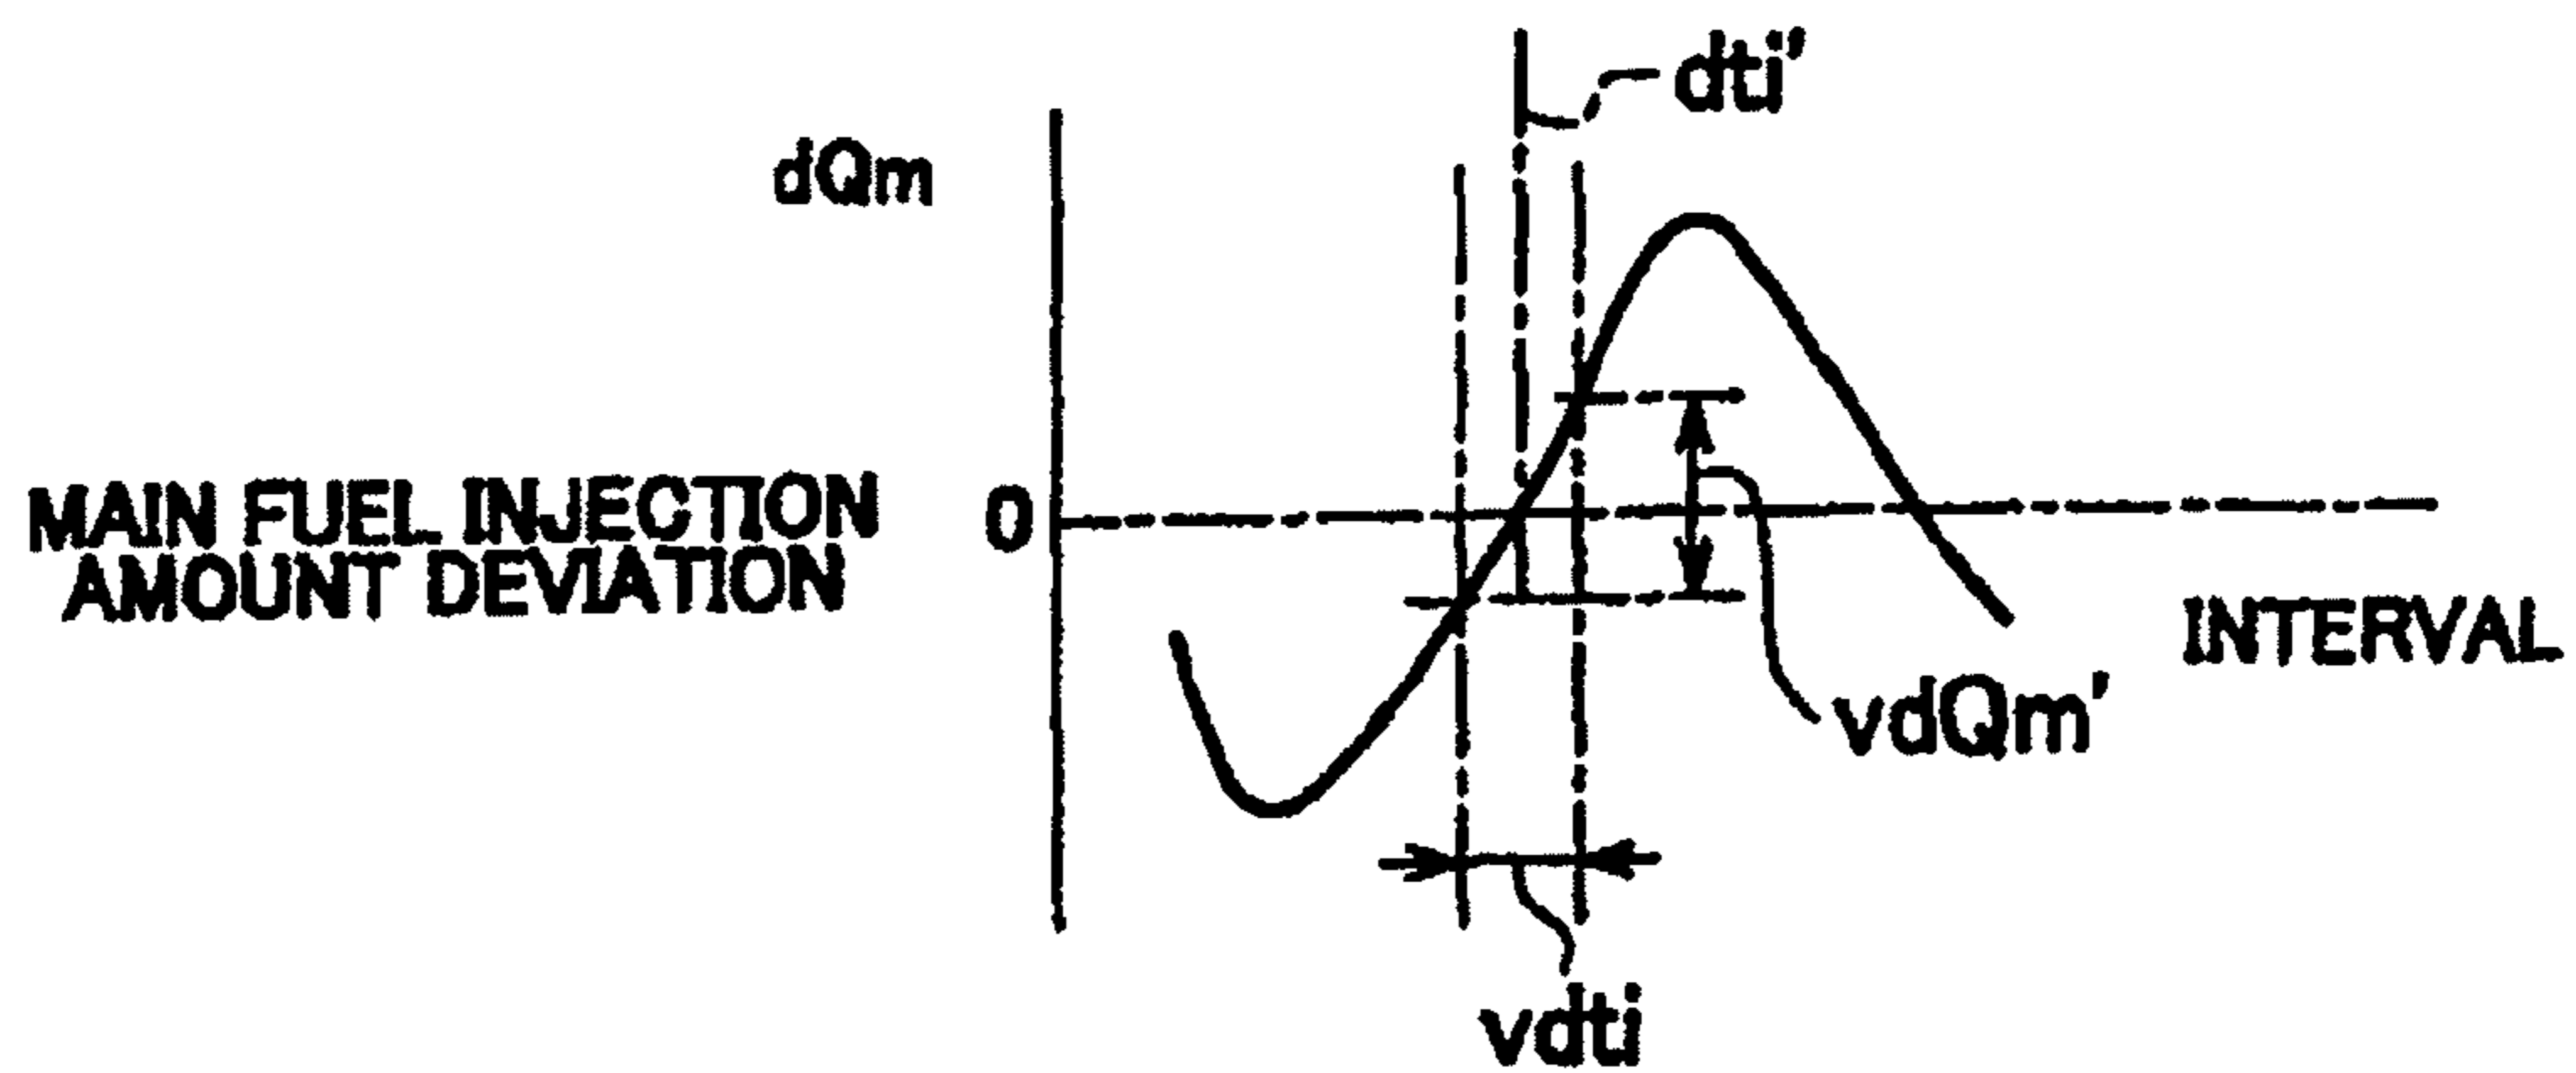 dti'
dQm
0
MAIN FUEL INJECTION
AMOUNT DEVIATION
INTERVAL
vdQm'
vdti